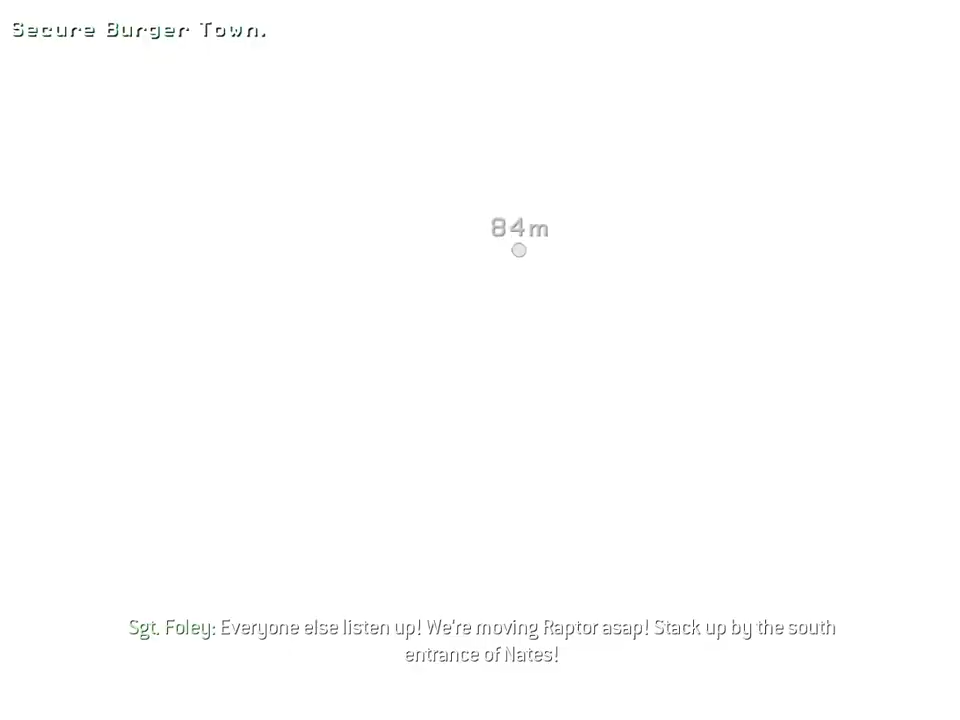 Secure Burger Town.
84m
Sgt. Foley: Everyone else listen up! We're moving Raptor asap! Stack up by the south
entrance of Nates!